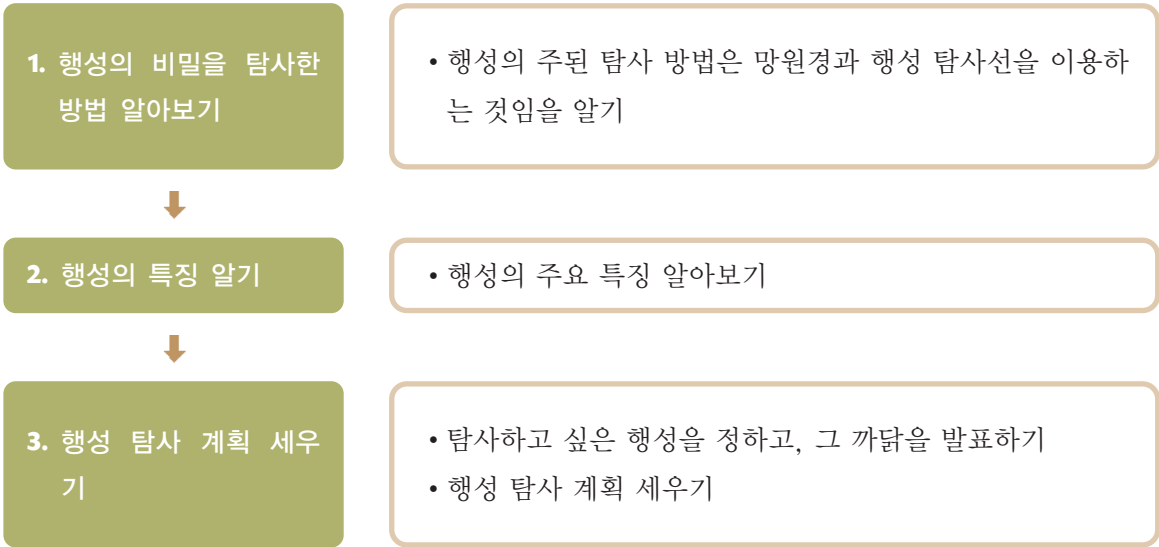 1. 행성의 비밀을 탐사한
방법 알아보기
• 행성의 주된 탐사 방법은 망원경과 행성 탐사선을 이용하
는 것임을 알기
2. 행성의 특징 알기
• 행성의 주요 특징 알아보기
3. 행성 탐사 계획 세우
기
• 탐사하고 싶은 행성을 정하고, 그 까닭을 발표하기
• 행성 탐사 계획 세우기